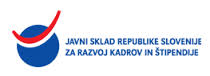 JAVNI SKLAD REPUBLIKE SLOVENIJE
ZA RAZVOJ KADROV IN ŠTIPENDIJE